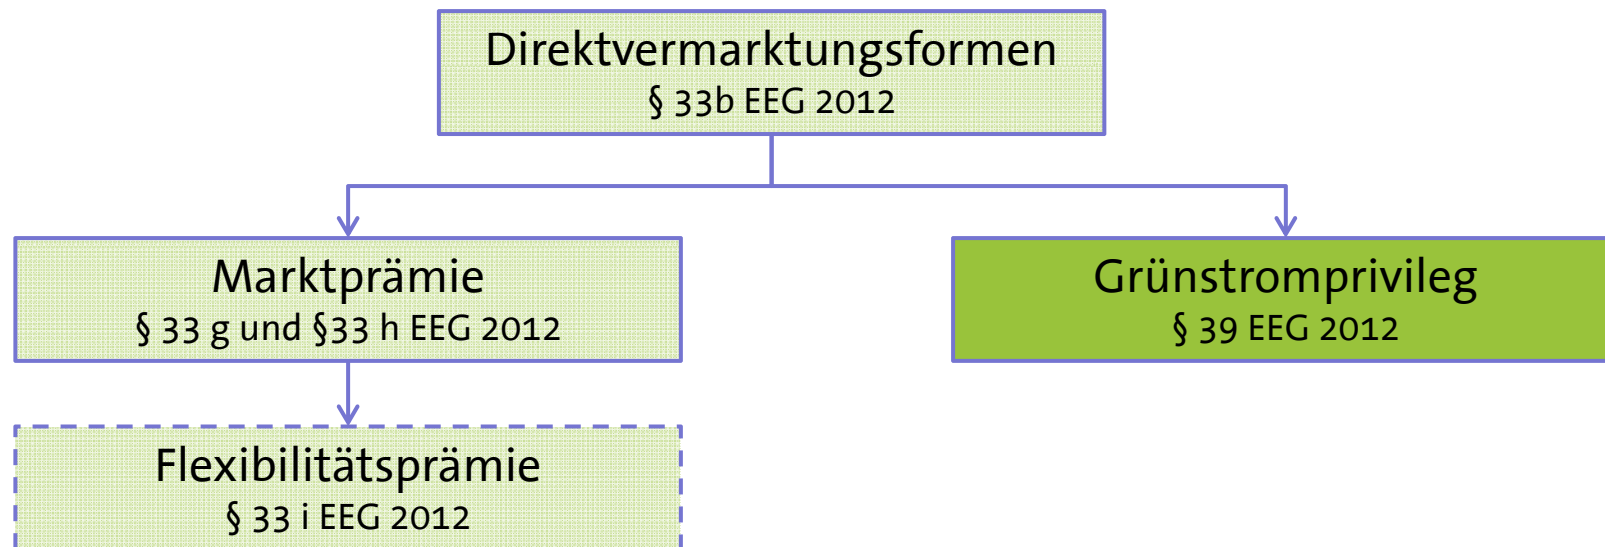 Direktvermarktungsformen
§ 33b EEG 2012
Marktprämie
§ 33 g und §33 h EEG 2012
Grünstromprivileg
§ 39 EEG 2012
Flexibilitätsprämie
§ 33 i EEG 2012